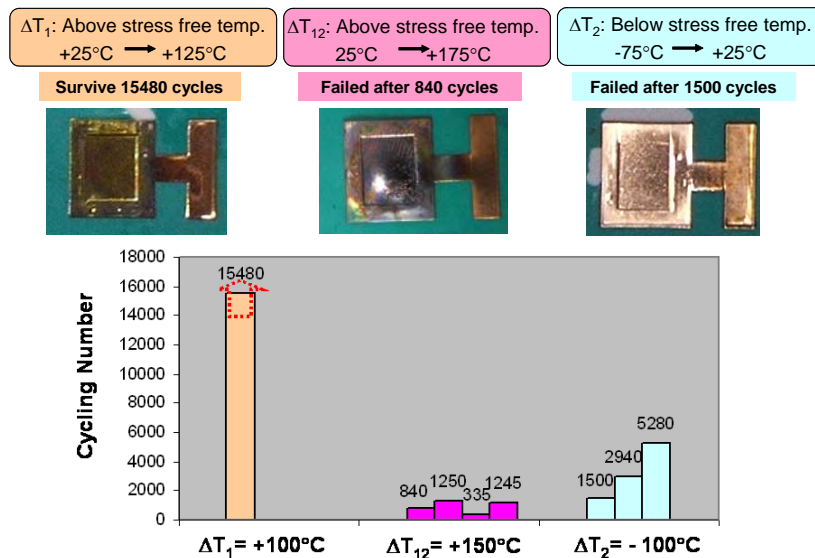 ΔT₁: Above stress free temp.
+25°C → +125°C
ΔT₁₂: Above stress free temp.
25°C → +175°C
ΔT₂: Below stress free temp.
-75°C → +25°C
Survive 15480 cycles
Failed after 840 cycles
Failed after 1500 cycles
Cycling Number
18000
16000
14000
12000
10000
8000
6000
4000
2000
0
15480
840
1250
335
1245
1500
2940
5280
ΔT₁= +100°C
ΔT₁₂= +150°C
ΔT₂= - 100°C